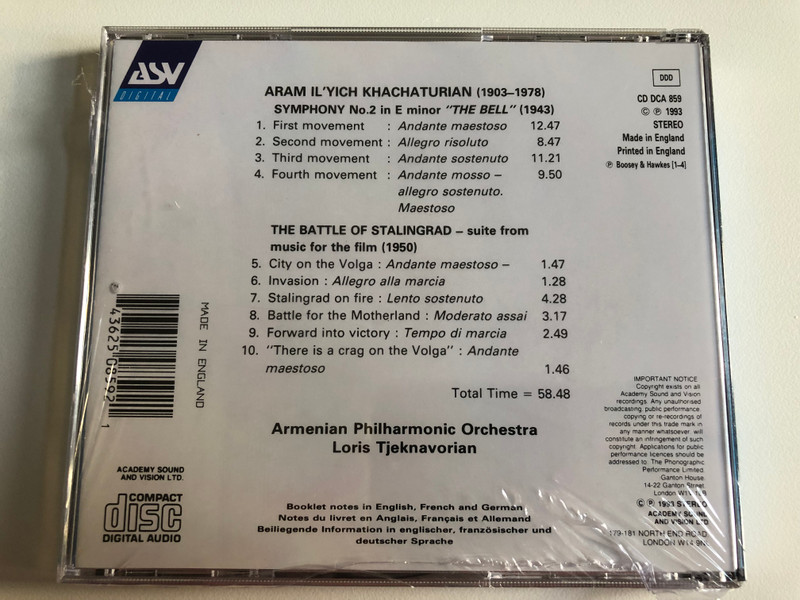 ASV
DIGITAL
ARAM IL'YICH KHACHATURIAN (1903–1978)
SYMPHONY No.2 in E minor "THE BELL" (1943)
1. First movement : Andante maestoso 12.47
2. Second movement : Allegro risoluto 8.47
3. Third movement : Andante sostenuto 11.21
4. Fourth movement : Andante mosso – 9.50
allegro sostenuto.
Maestoso
THE BATTLE OF STALINGRAD – suite from
music for the film (1950)
5. City on the Volga : Andante maestoso – 1.47
6. Invasion : Allegro alla marcia 1.28
7. Stalingrad on fire : Lento sostenuto 4.28
8. Battle for the Motherland : Moderato assai 3.17
9. Forward into victory : Tempo di marcia 2.49
10. "There is a crag on the Volga" : Andante
maestoso 1.46
Total Time = 58.48
Armenian Philharmonic Orchestra
Loris Tjeknavorian
Booklet notes in English, French and German
Notes du livret en Anglais, Français et Allemand
Beiliegende Information in englischer, französischer und
deutscher Sprache
DDD
CD DCA 859
© ℗ 1993
STEREO
Made in England
Printed in England
℗ Boosey & Hawkes [1–4]
MADE IN ENGLAND
43625 08592 1
ACADEMY SOUND
AND VISION LTD.
COMPACT
disc
DIGITAL AUDIO
IMPORTANT NOTICE
Copyright exists on all
Academy Sound and Vision
recordings. Any unauthorised
broadcasting, public performance,
copying or re-recordings of
records under this trade mark in
any manner whatsoever, will
constitute an infringement of such
copyright. Applications for public
performance licences should be
addressed to: The Phonographic
Performance Limited,
Ganton House,
14-22 Ganton Street,
London
© ℗ 1993 STEREO
ACADEMY SOUND
AND VISION LTD
179-181 NORTH END ROAD
LONDON W14